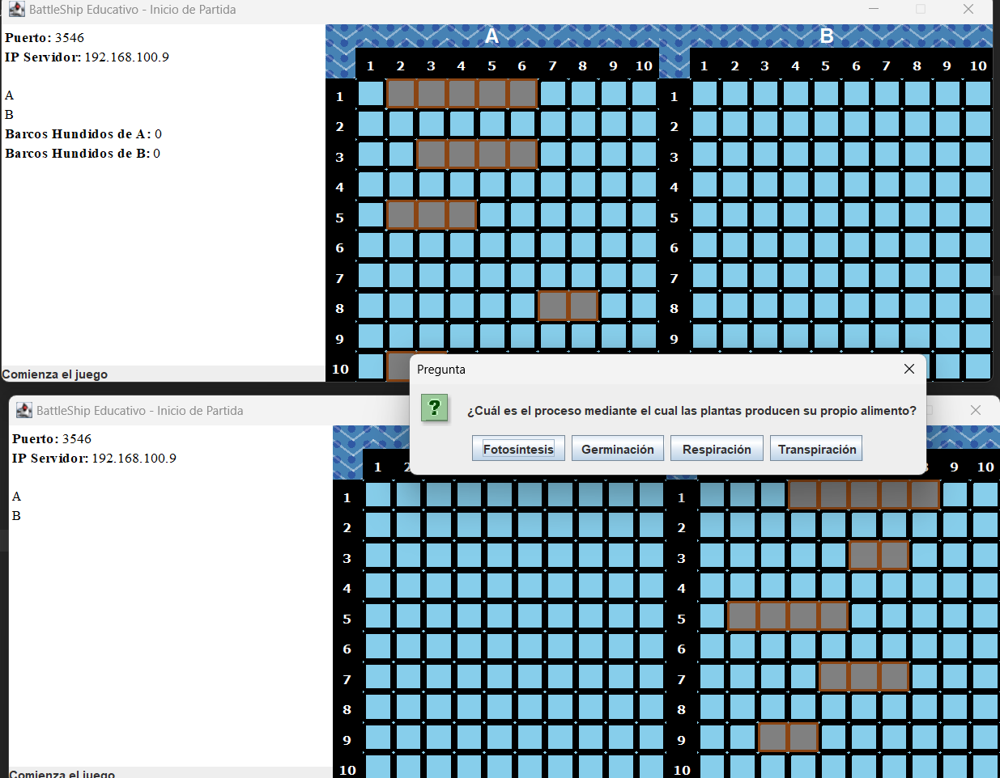 BattleShip Educativo - Inicio de Partida
Puerto: 3546
IP Servidor: 192.168.100.9
A
B
Barcos Hundidos de A: 0
Barcos Hundidos de B: 0
Comienza el juego
A
1 2 3 4 5 6 7 8 9 10
1
2
3
4
5
6
7
8
9
10
B
1 2 3 4 5 6 7 8 9 10
1
2
3
4
5
6
7
8
9
Pregunta
?
¿Cuál es el proceso mediante el cual las plantas producen su propio alimento?
Fotosíntesis Germinación Respiración Transpiración
BattleShip Educativo - Inicio de Partida
Puerto: 3546
IP Servidor: 192.168.100.9
A
B
Comienza el juego
1
1
2
3
4
5
6
7
8
9
10
9 10
1
2
3
4
5
6
7
8
9
10